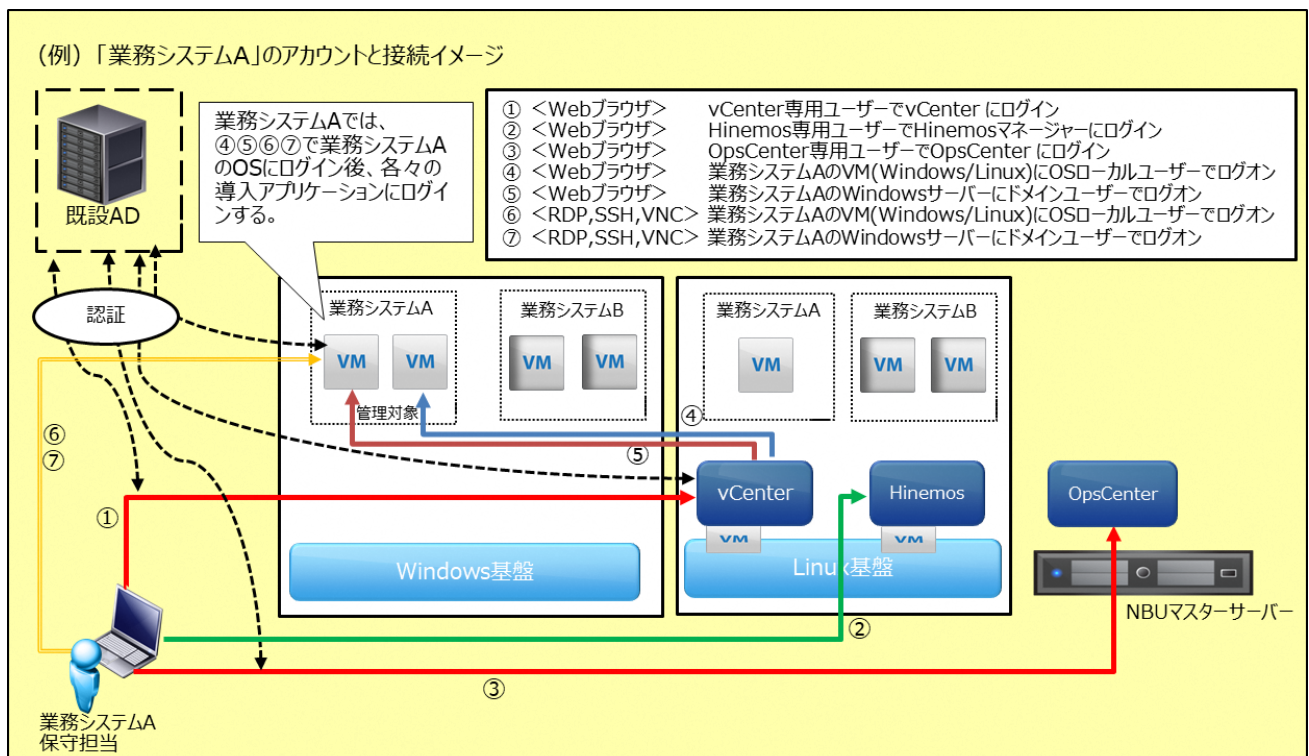 (例)「業務システムA」のアカウントと接続イメージ
業務システムAでは、
④⑤⑥⑦で業務システムA
のOSにログイン後、各々の
導入アプリケーションにログイ
ンする。
① <Webブラウザ> vCenter専用ユーザーでvCenter にログイン
② <Webブラウザ> Hinemos専用ユーザーでHinemosマネージャーにログイン
③ <Webブラウザ> OpsCenter専用ユーザーでOpsCenter にログイン
④ <Webブラウザ> 業務システムAのVM(Windows/Linux)にOSローカルユーザーでログオン
⑤ <Webブラウザ> 業務システムAのWindowsサーバーにドメインユーザーでログオン
⑥ <RDP,SSH,VNC> 業務システムAのVM(Windows/Linux)にOSローカルユーザーでログオン
⑦ <RDP,SSH,VNC> 業務システムAのWindowsサーバーにドメインユーザーでログオン
既設AD
認証
業務システムA
VM
VM
管理対象
業務システムB
VM
VM
業務システムA
VM
業務システムB
VM
VM
④
⑤
⑥
⑦
①
vCenter
VM
Hinemos
VM
OpsCenter
Windows基盤
Linux基盤
NBUマスターサーバー
②
③
業務システムA
保守担当